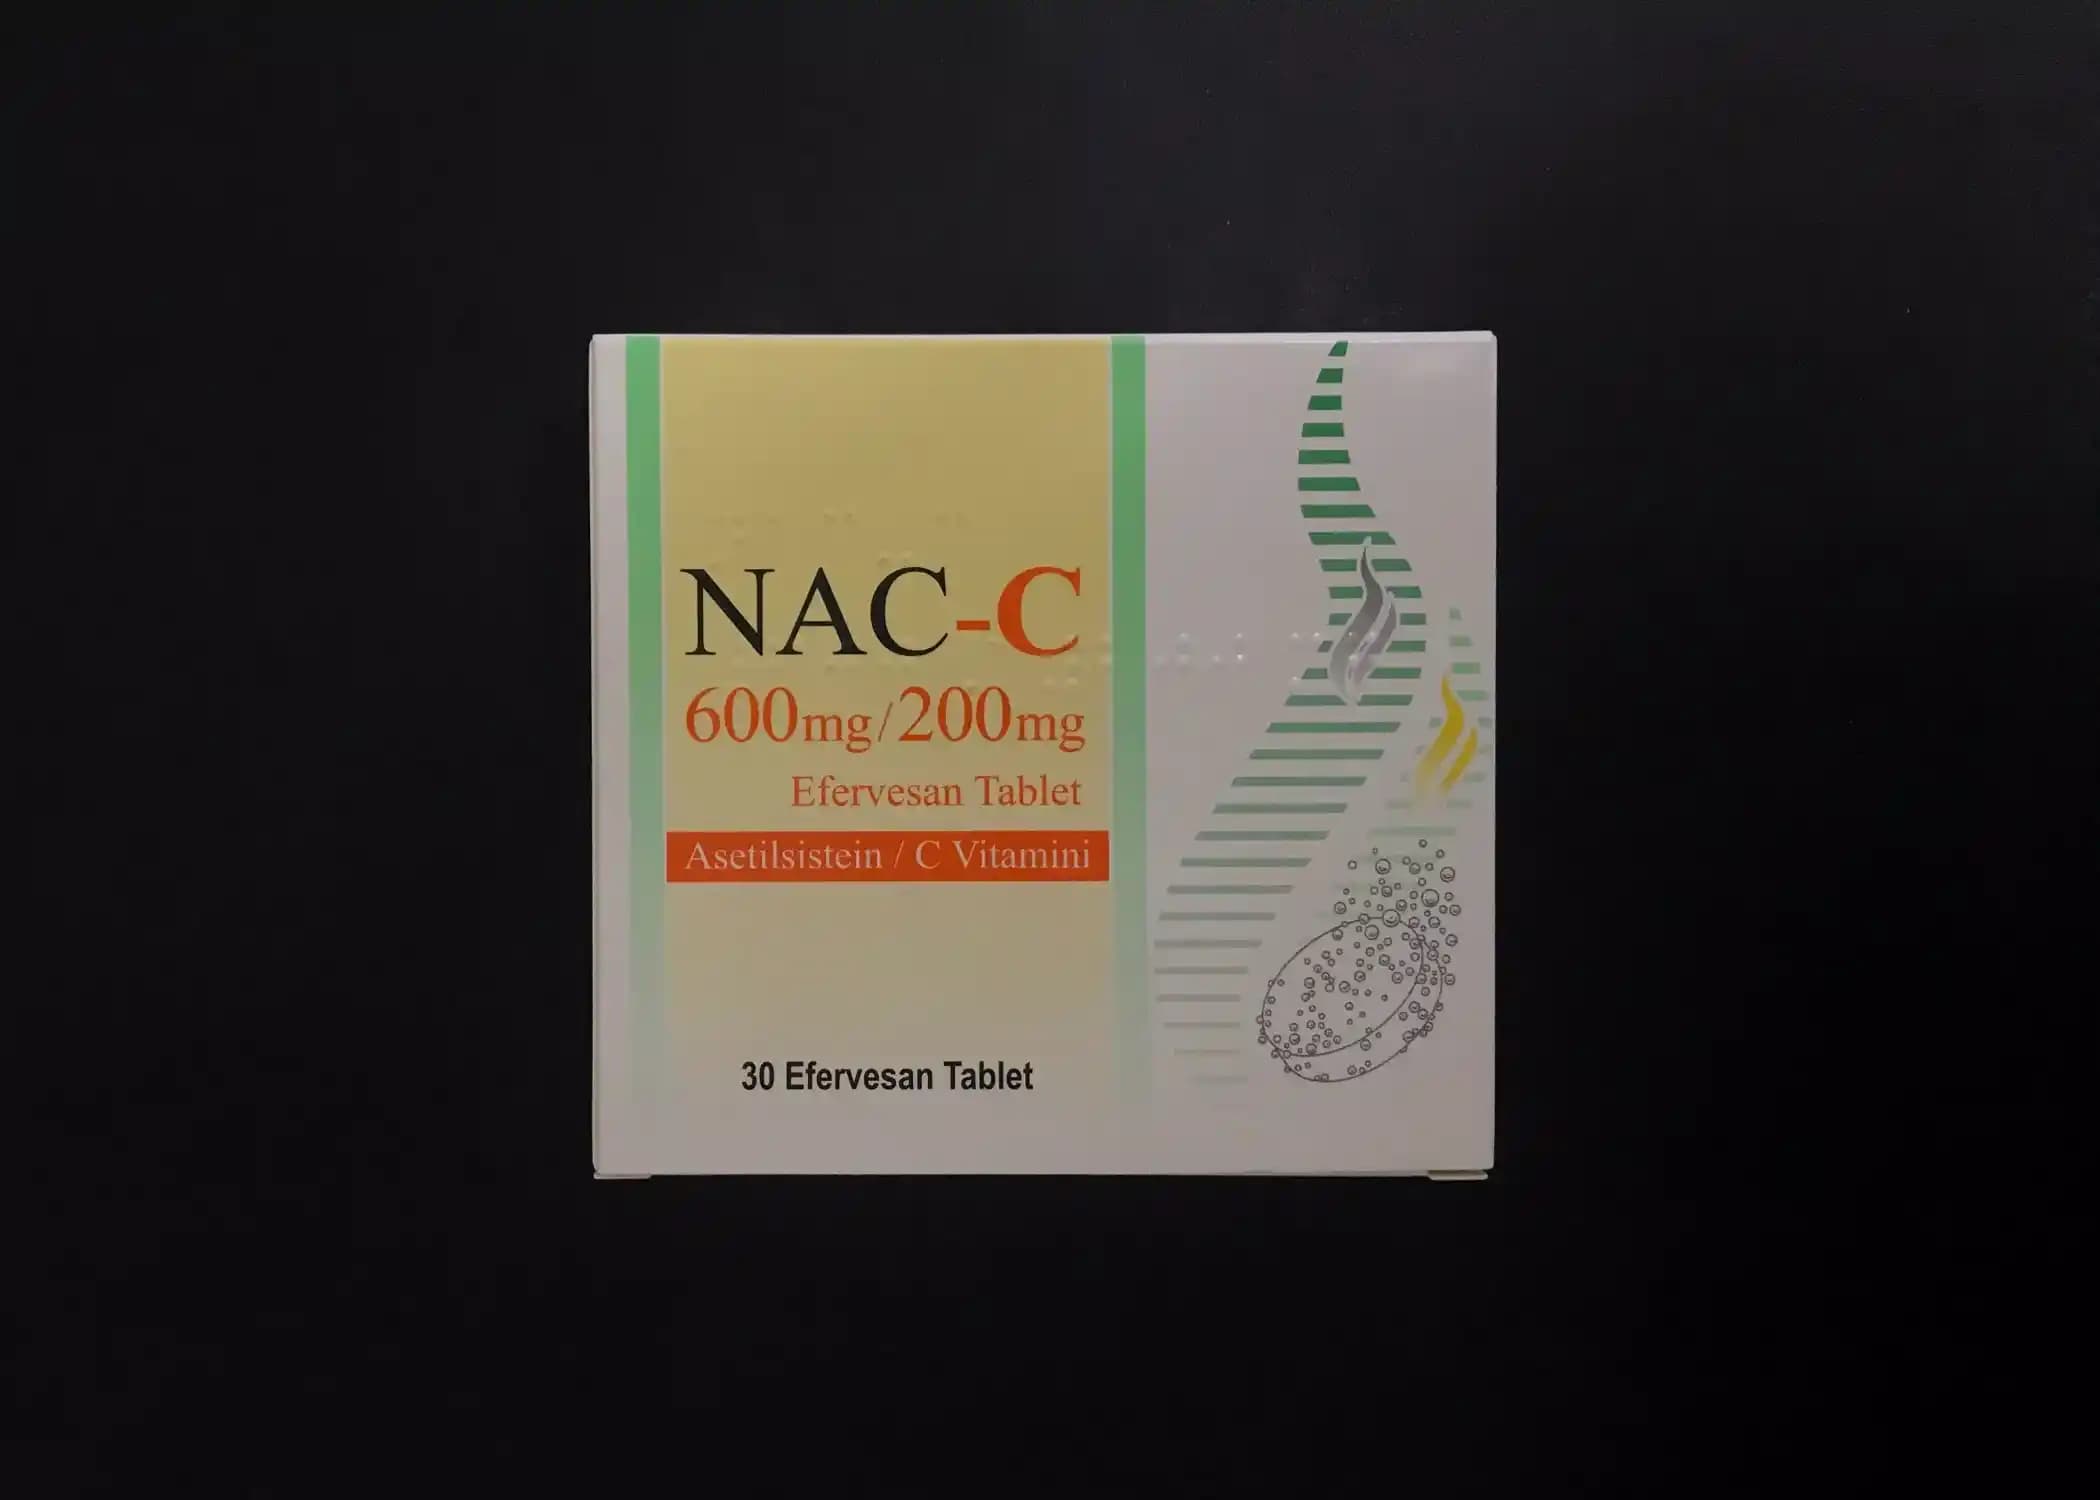 NAC-C
600mg/200mg
Efervesan Tablet
Asetilsistein / C Vitamini
30 Efervesan Tablet